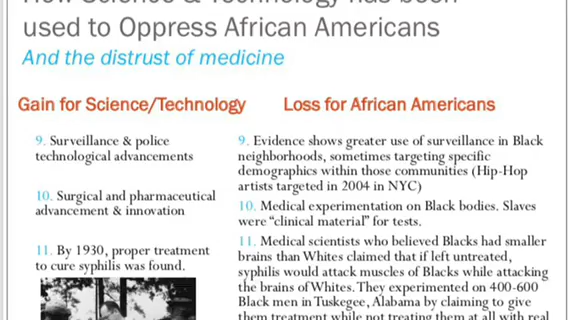 How Science & Technology has been
used to Oppress African Americans
And the distrust of medicine
Gain for Science/Technology
Loss for African Americans
9. Surveillance & police
technological advancements
10. Surgical and pharmaceutical
advancement & innovation
11. By 1930, proper treatment
to cure syphilis was found.
9. Evidence shows greater use of surveillance in Black
neighborhoods, sometimes targeting specific
demographics within those communities (Hip-Hop
artists targeted in 2004 in NYC)
10. Medical experimentation on Black bodies. Slaves
were “clinical material” for tests.
11. Medical scientists who believed Blacks had smaller
brains than Whites claimed that if left untreated,
syphilis would attack muscles of Blacks while attacking
the brains of Whites. They experimented on 400-600
Black men in Tuskegee, Alabama by claiming to give
them treatment while not treating them at all with real